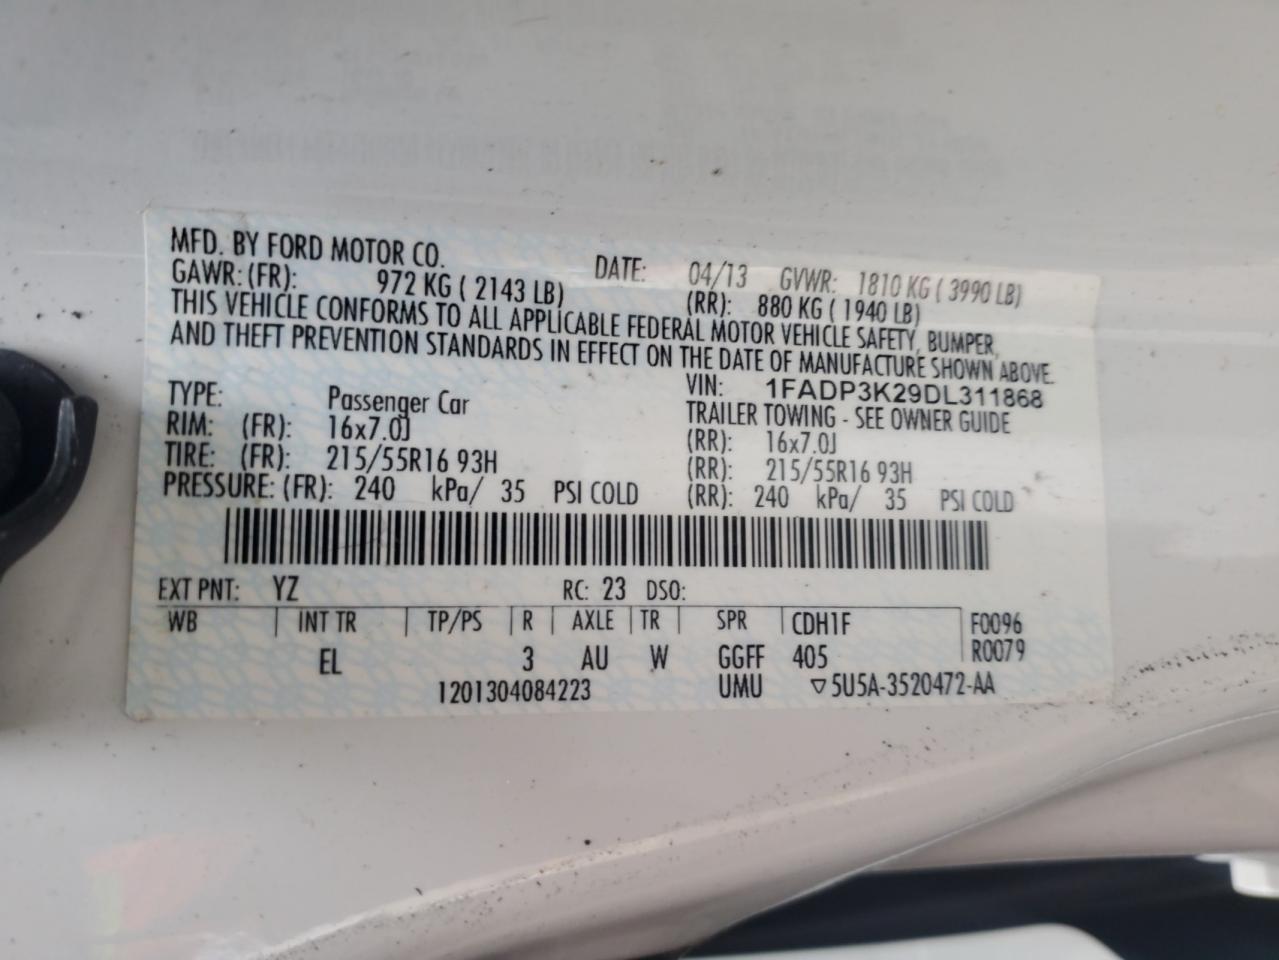 MFD. BY FORD MOTOR CO. DATE: 04/13 GVWR: 1810 KG ( 3990 LB)
GAWR: (FR): 972 KG ( 2143 LB) (RR): 880 KG ( 1940 LB)
THIS VEHICLE CONFORMS TO ALL APPLICABLE FEDERAL MOTOR VEHICLE SAFETY, BUMPER,
AND THEFT PREVENTION STANDARDS IN EFFECT ON THE DATE OF MANUFACTURE SHOWN ABOVE.
VIN: 1FADP3K29DL311868
TYPE: Passenger Car TRAILER TOWING - SEE OWNER GUIDE
RIM: (FR): 16x7.0J (RR): 16x7.0J
TIRE: (FR): 215/55R16 93H (RR): 215/55R16 93H
PRESSURE: (FR): 240 kPa/ 35 PSI COLD (RR): 240 kPa/ 35 PSI COLD
EXT PNT: YZ RC: 23 DSO:
WB INT TR TP/PS R AXLE TR SPR CDH1F F0096
EL 3 AU W GGFF 405 R0079
1201304084223 UMU ▽5U5A-3520472-AA